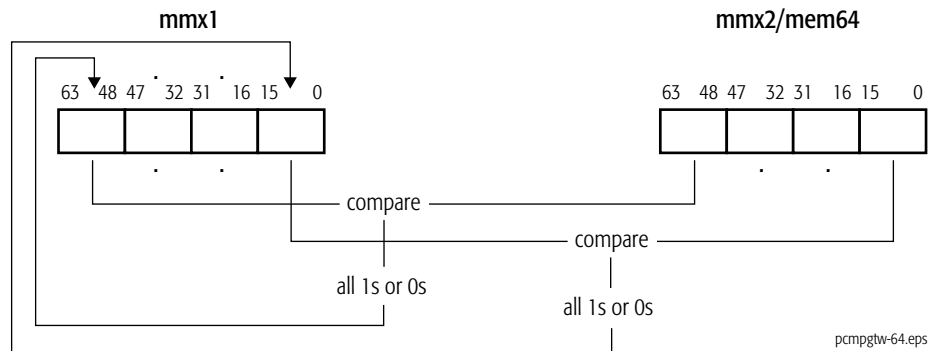 mmx1 mmx2/mem64
. .
63 48 47 32 31 16 15 0 63 48 47 32 31 16 15 0
. . . .
compare
compare
all 1s or 0s
all 1s or 0s
pcmpgtw-64.eps